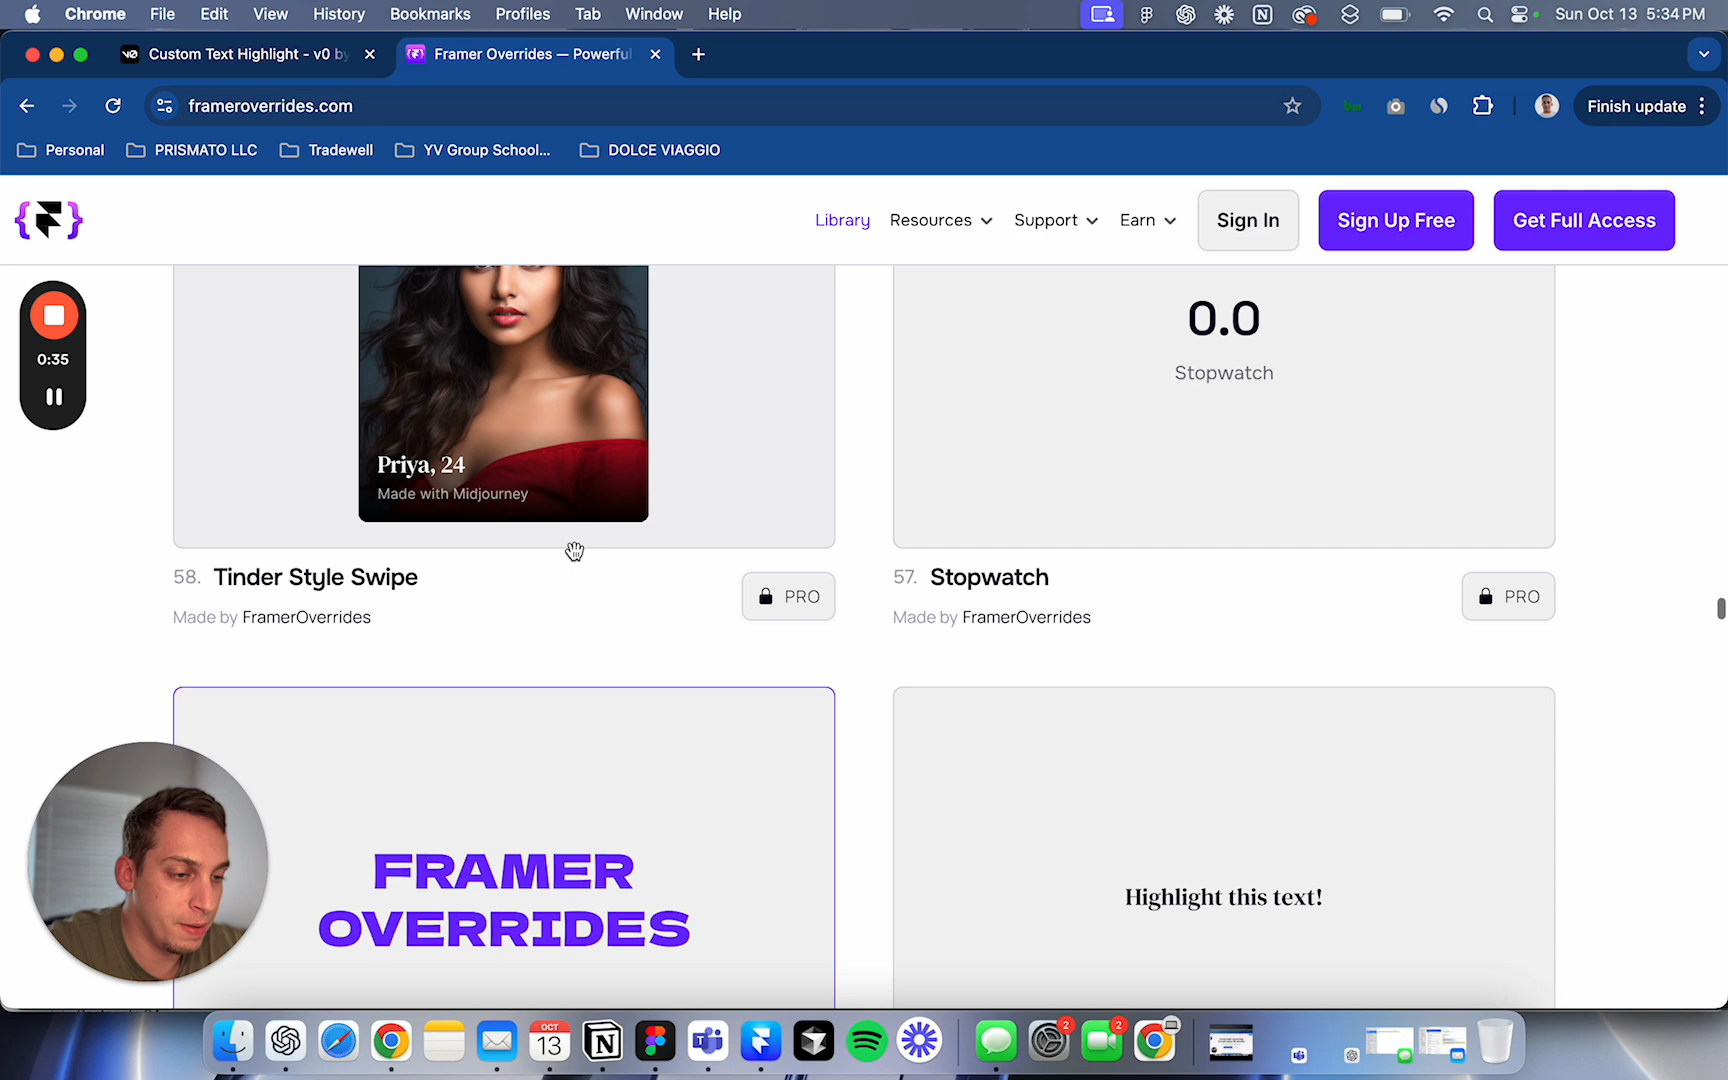 Chrome File Edit View History Bookmarks Profiles Tab Window Help Sun Oct 13 5:34 PM
Custom Text Highlight - v0 by
Framer Overrides — Powerful
frameroverrides.com
Finish update
Personal
PRISMATO LLC
Tradewell
YV Group School...
DOLCE VIAGGIO
Library Resources Support Earn Sign In Sign Up Free Get Full Access
0:35
Priya, 24
Made with Midjourney
0.0
Stopwatch
58. Tinder Style Swipe
Made by FramerOverrides
PRO
57. Stopwatch
Made by FramerOverrides
PRO
FRAMER
OVERRIDES
Highlight this text!
OCT
13
2
2